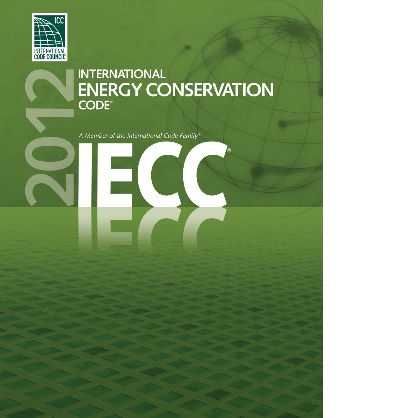 ICC
INTERNATIONAL
CODE COUNCIL
2012
INTERNATIONAL
ENERGY CONSERVATION
CODE®
A Member of the International Code Family®
IECC®